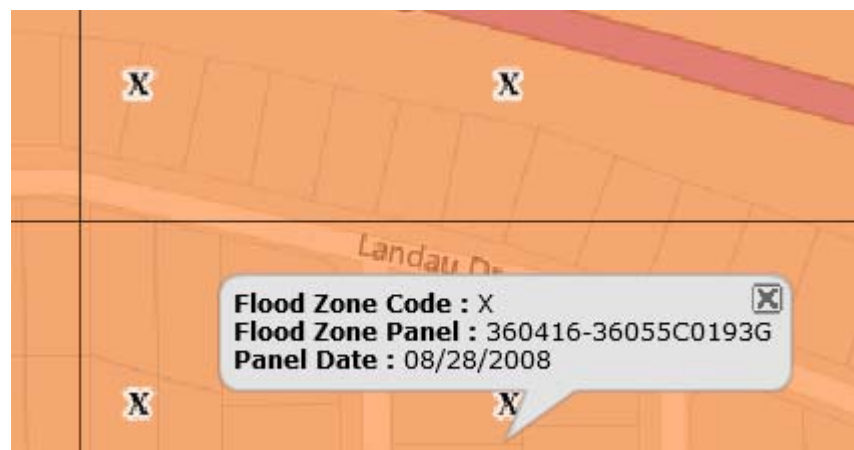 X X
Landau Dr
Flood Zone Code : X
Flood Zone Panel : 360416-36055C0193G
Panel Date : 08/28/2008
X X